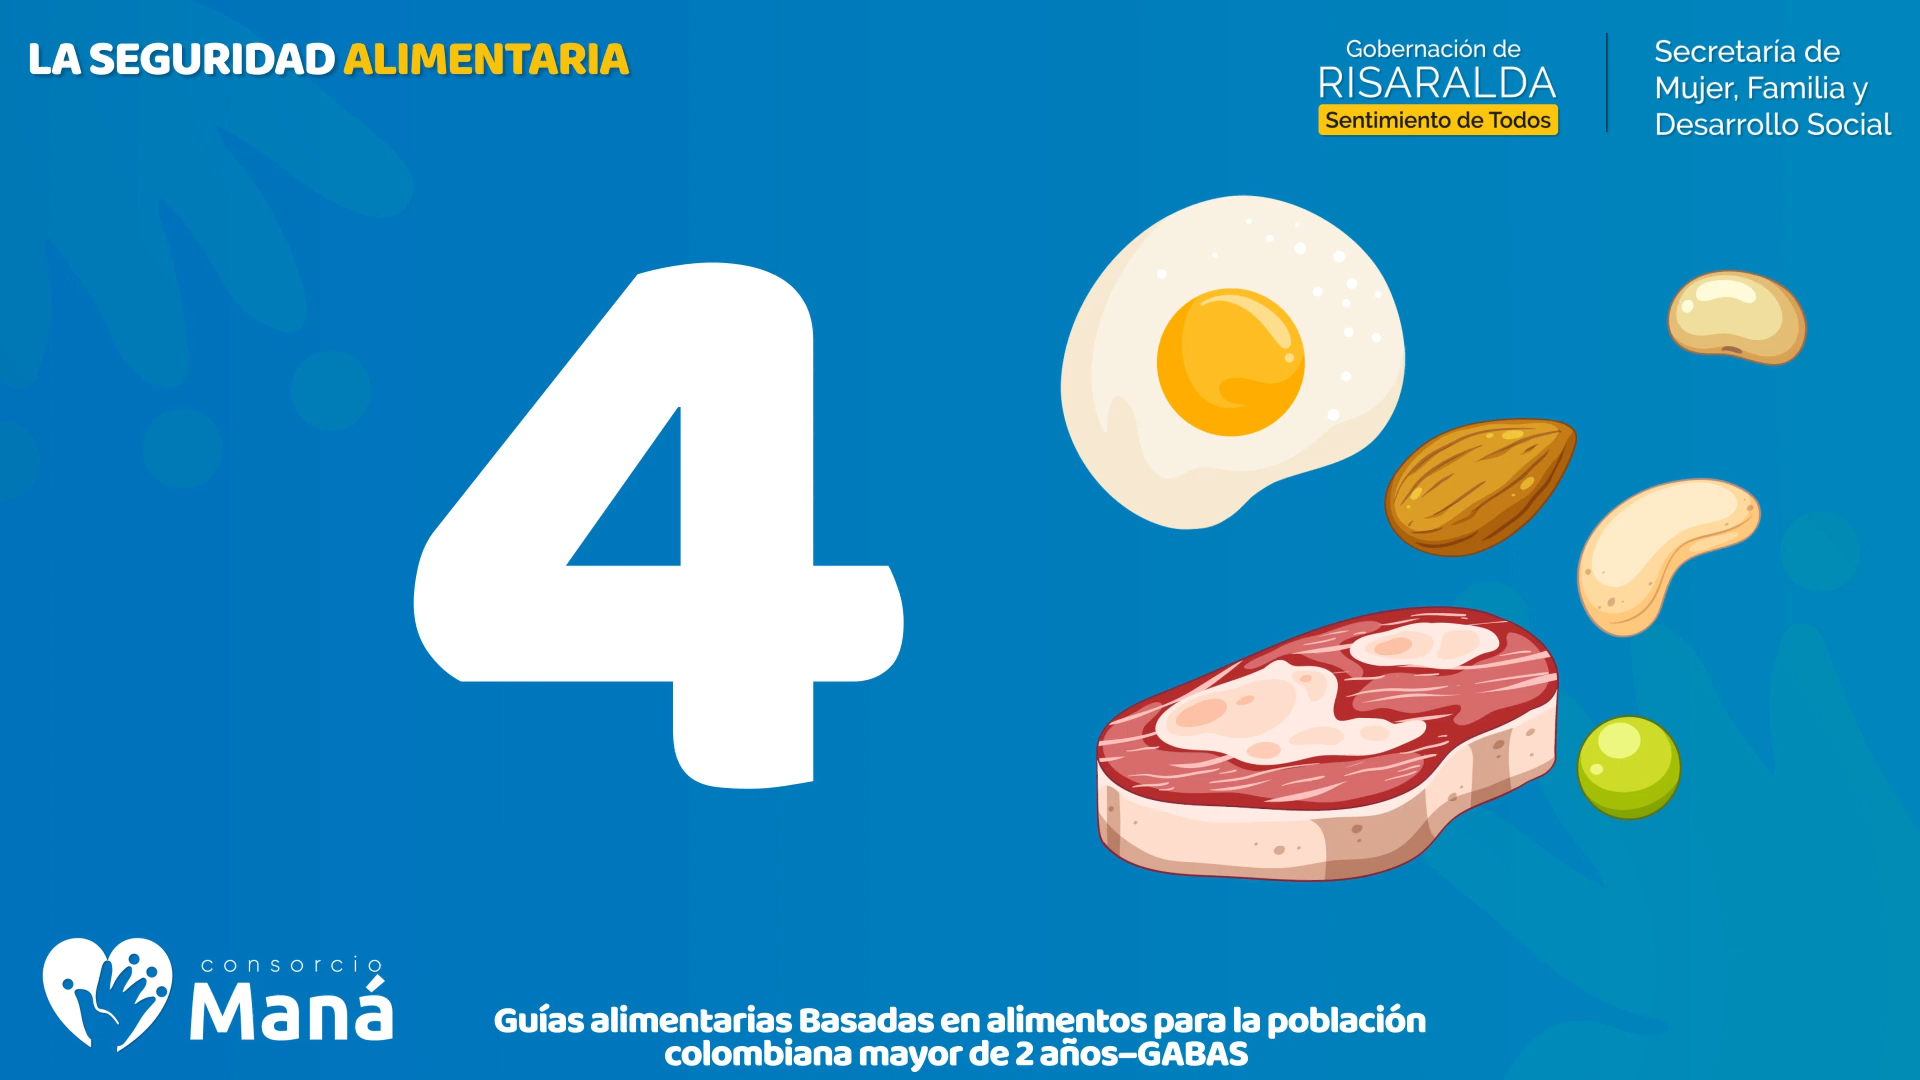 LA SEGURIDAD ALIMENTARIA
Gobernación de
RISARALDA
Sentimiento de Todos
Secretaría de
Mujer, Familia y
Desarrollo Social
4
consorcio
Maná
Guías alimentarias Basadas en alimentos para la población
colombiana mayor de 2 años–GABAS